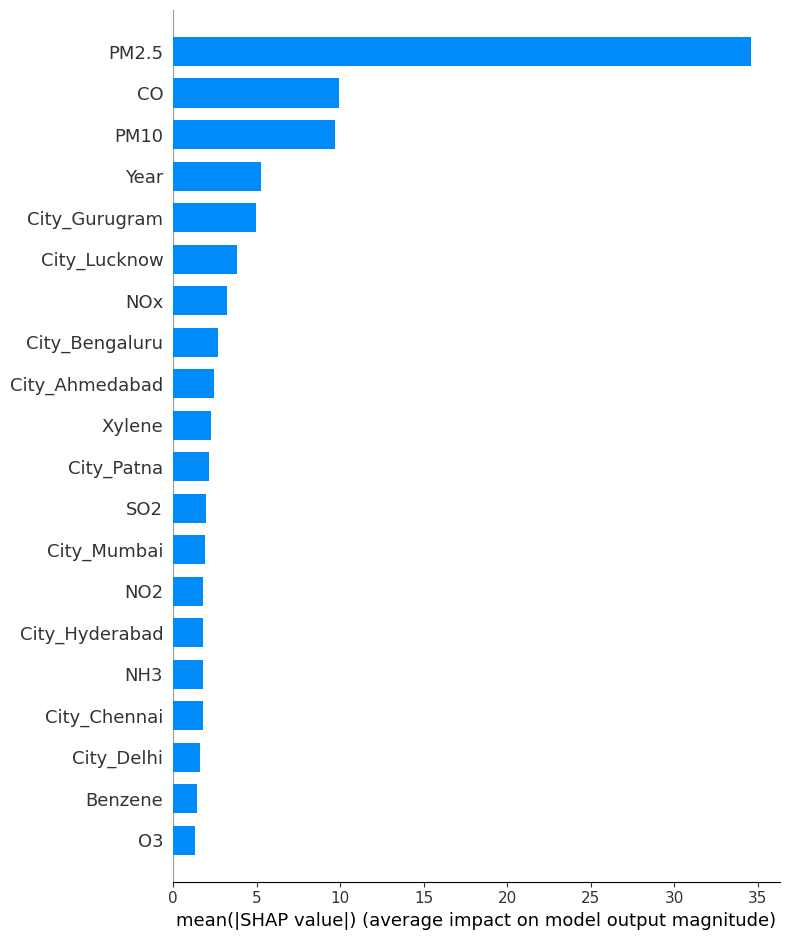 PM2.5
CO
PM10
Year
City_Gurugram
City_Lucknow
NOx
City_Bengaluru
City_Ahmedabad
Xylene
City_Patna
SO2
City_Mumbai
NO2
City_Hyderabad
NH3
City_Chennai
City_Delhi
Benzene
O3
0 5 10 15 20 25 30 35
mean(|SHAP value|) (average impact on model output magnitude)